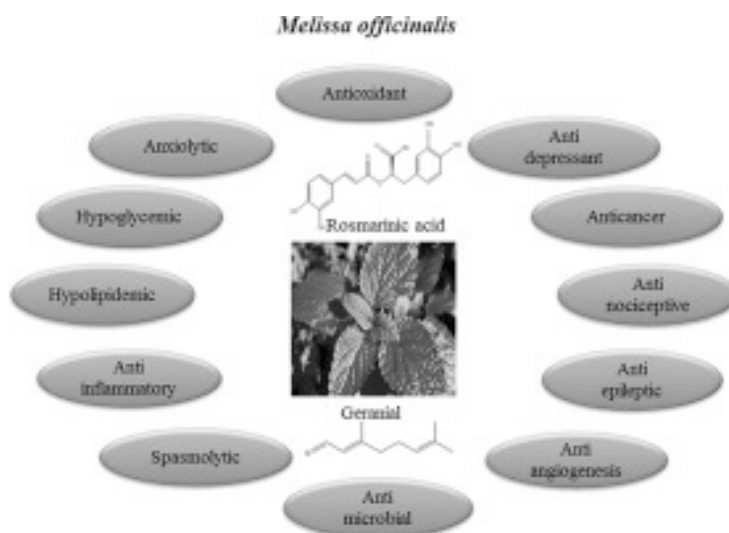 Melissa officinalis
Antioxidant
Anxiolytic
Anti
depressant
Hypoglycemic
Rosmarinic acid
Anticancer
Hypolipidemic
Anti
nociceptive
Anti
inflammatory
Anti
epileptic
Geranial
Spasmolytic
Anti
angiogenesis
Anti
microbial